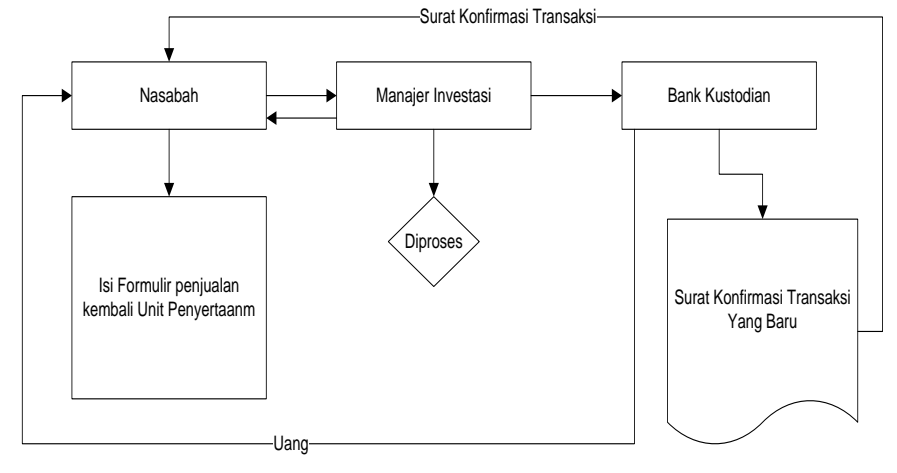 Surat Konfirmasi Transaksi
Nasabah
Manajer Investasi
Bank Kustodian
Diproses
Isi Formulir penjualan
kembali Unit Penyertaanm
Surat Konfirmasi Transaksi
Yang Baru
Uang